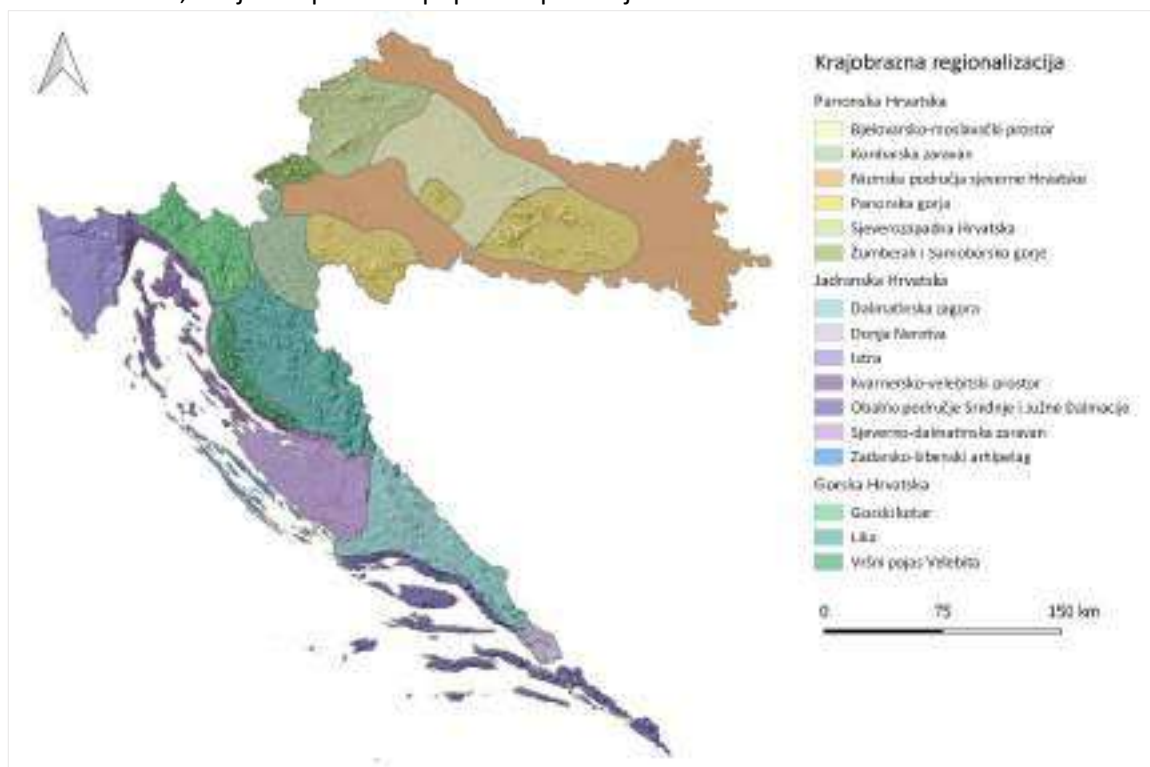 Krajobrazna regionalizacija
Panonska Hrvatska
Bjelovarsko-moslavački prostor
Kordunska zaravan
Nizinska područja sjeverne Hrvatske
Panonska gorja
Sjeverozapadna Hrvatska
Žumberak i Samoborsko gorje
Jadranska Hrvatska
Dalmatinska zagora
Donja Neretva
Istra
Kvarnersko-velebitski prostor
Obalno područje Srednje i Južne Dalmacije
Sjeverno-dalmatinska zaravan
Zadarsko-šibenski arhipelag
Gorska Hrvatska
Gorski kotar
Lika
Vršni pojas Velebita
0 75 150 km